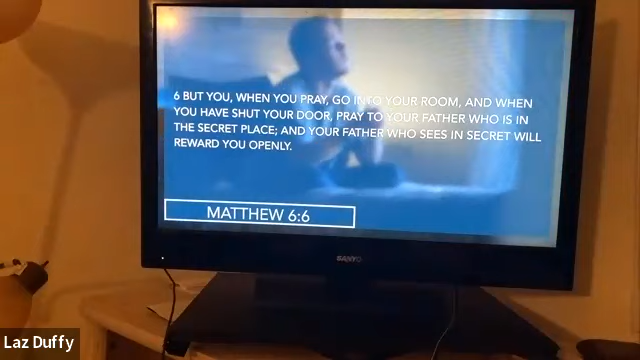 6 BUT YOU, WHEN YOU PRAY, GO INTO YOUR ROOM, AND WHEN
YOU HAVE SHUT YOUR DOOR, PRAY TO YOUR FATHER WHO IS IN
THE SECRET PLACE; AND YOUR FATHER WHO SEES IN SECRET WILL
REWARD YOU OPENLY.
MATTHEW 6:6
SANYO
Laz Duffy